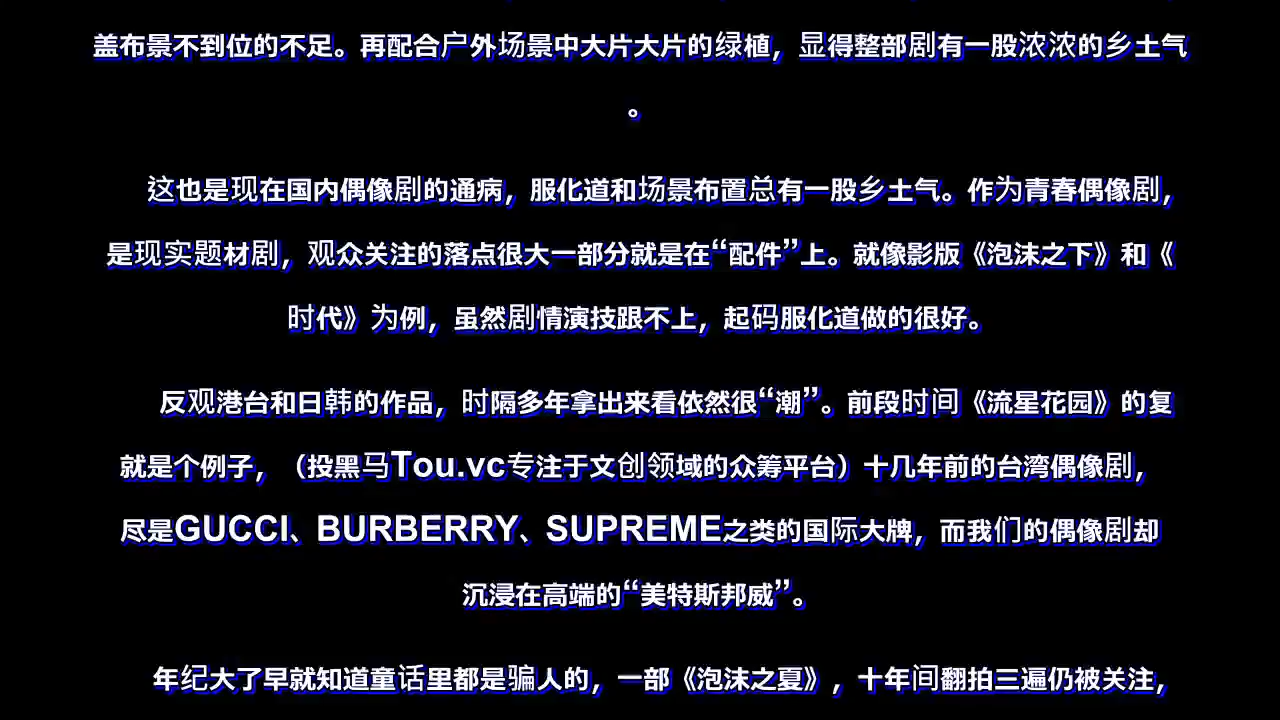 盖布景不到位的不足。再配合户外场景中大片大片的绿植，显得整部剧有一股浓浓的乡土气
。
这也是现在国内偶像剧的通病，服化道和场景布置总有一股乡土气。作为青春偶像剧，
是现实题材剧，观众关注的落点很大一部分就是在“配件”上。就像影版《泡沫之下》和《
时代》为例，虽然剧情演技跟不上，起码服化道做的很好。
反观港台和日韩的作品，时隔多年拿出来看依然很“潮”。前段时间《流星花园》的复
就是个例子，（投黑马Tou.vc专注于文创领域的众筹平台）十几年前的台湾偶像剧，
尽是GUCCI、BURBERRY、SUPREME之类的国际大牌，而我们的偶像剧却
沉浸在高端的“美特斯邦威”。
年纪大了早就知道童话里都是骗人的，一部《泡沫之夏》，十年间翻拍三遍仍被关注，